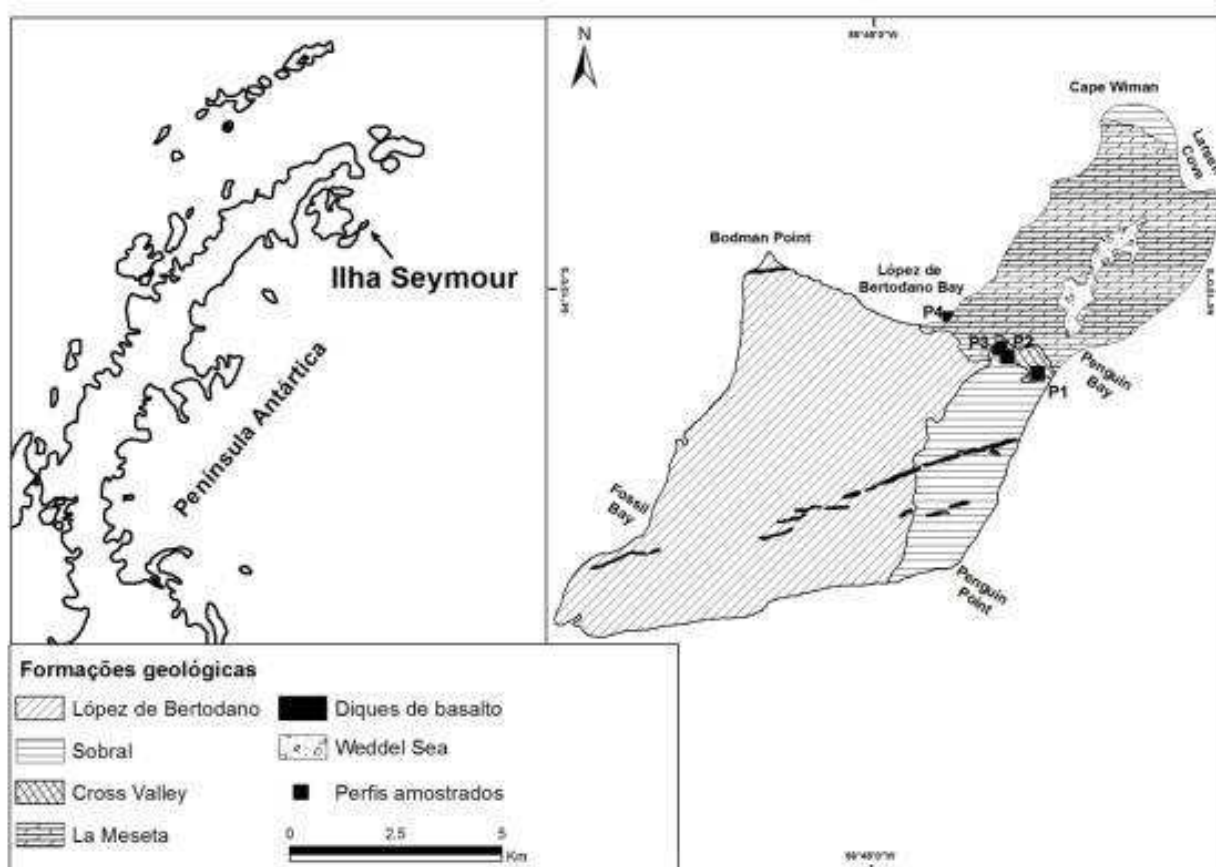 Ilha Seymour
Península Antártica
N
Cape Wiman
Larsen
Cove
Bodman Point
López de
Bertodano Bay
P4
P3
P2
P1
Penguin
Bay
Fossil
Bay
Penguin
Point
Formações geológicas
López de Bertodano
Sobral
Cross Valley
La Meseta
Diques de basalto
Weddel Sea
Perfis amostrados
0
2,5
5
Km